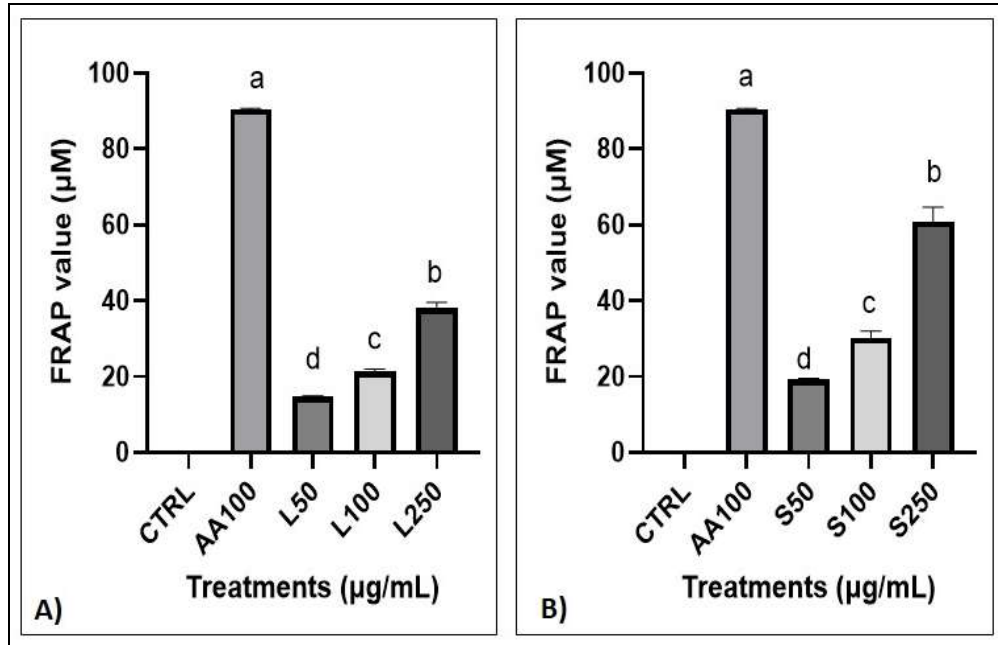 100
80
60
40
20
0
FRAP value (µM)
a
d
c
b
CTRL
AA100
L50
L100
L250
Treatments (µg/mL)
A)
100
80
60
40
20
0
FRAP value (µM)
a
d
c
b
CTRL
AA100
S50
S100
S250
Treatments (µg/mL)
B)